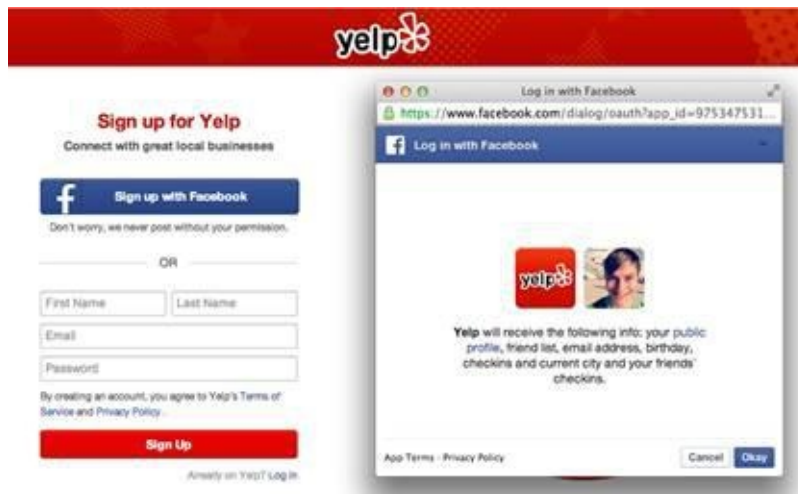 yelp
Sign up for Yelp
Connect with great local businesses
Sign up with Facebook
Don't worry, we never post without your permission.
OR
First Name
Last Name
Email
Password
By creating an account, you agree to Yelp's Terms of
Service and Privacy Policy.
Sign Up
Already on Yelp? Log in
Log in with Facebook
https://www.facebook.com/dialog/oauth?app_id=975347531...
Log in with Facebook
yelp
Yelp will receive the following info: your public
profile, friend list, email address, birthday,
checkins and current city and your friends'
checkins.
App Terms · Privacy Policy
Cancel
Okay